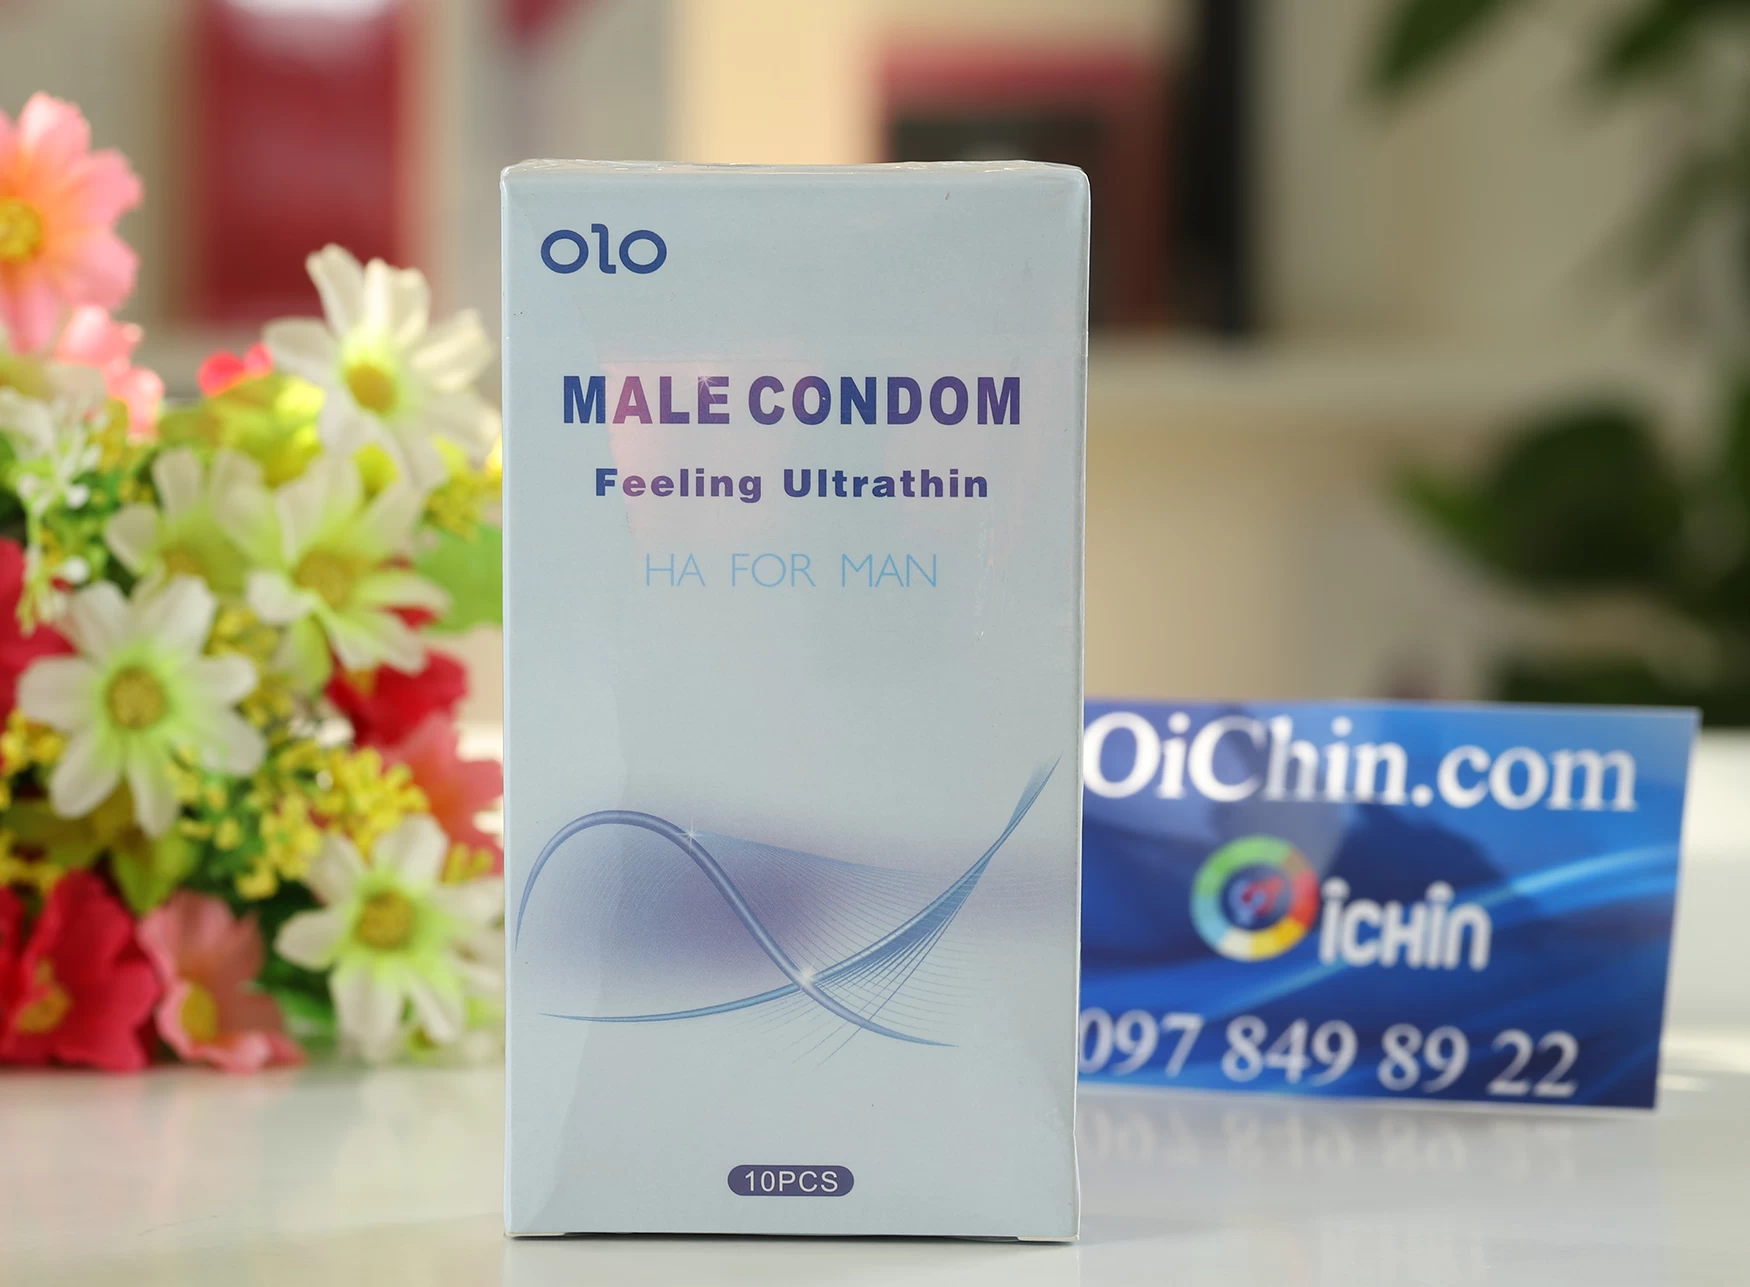 olo
MALE CONDOM
Feeling Ultrathin
HA FOR MAN
10PCS
OiChin.com
iCHiN
097 849 89 22